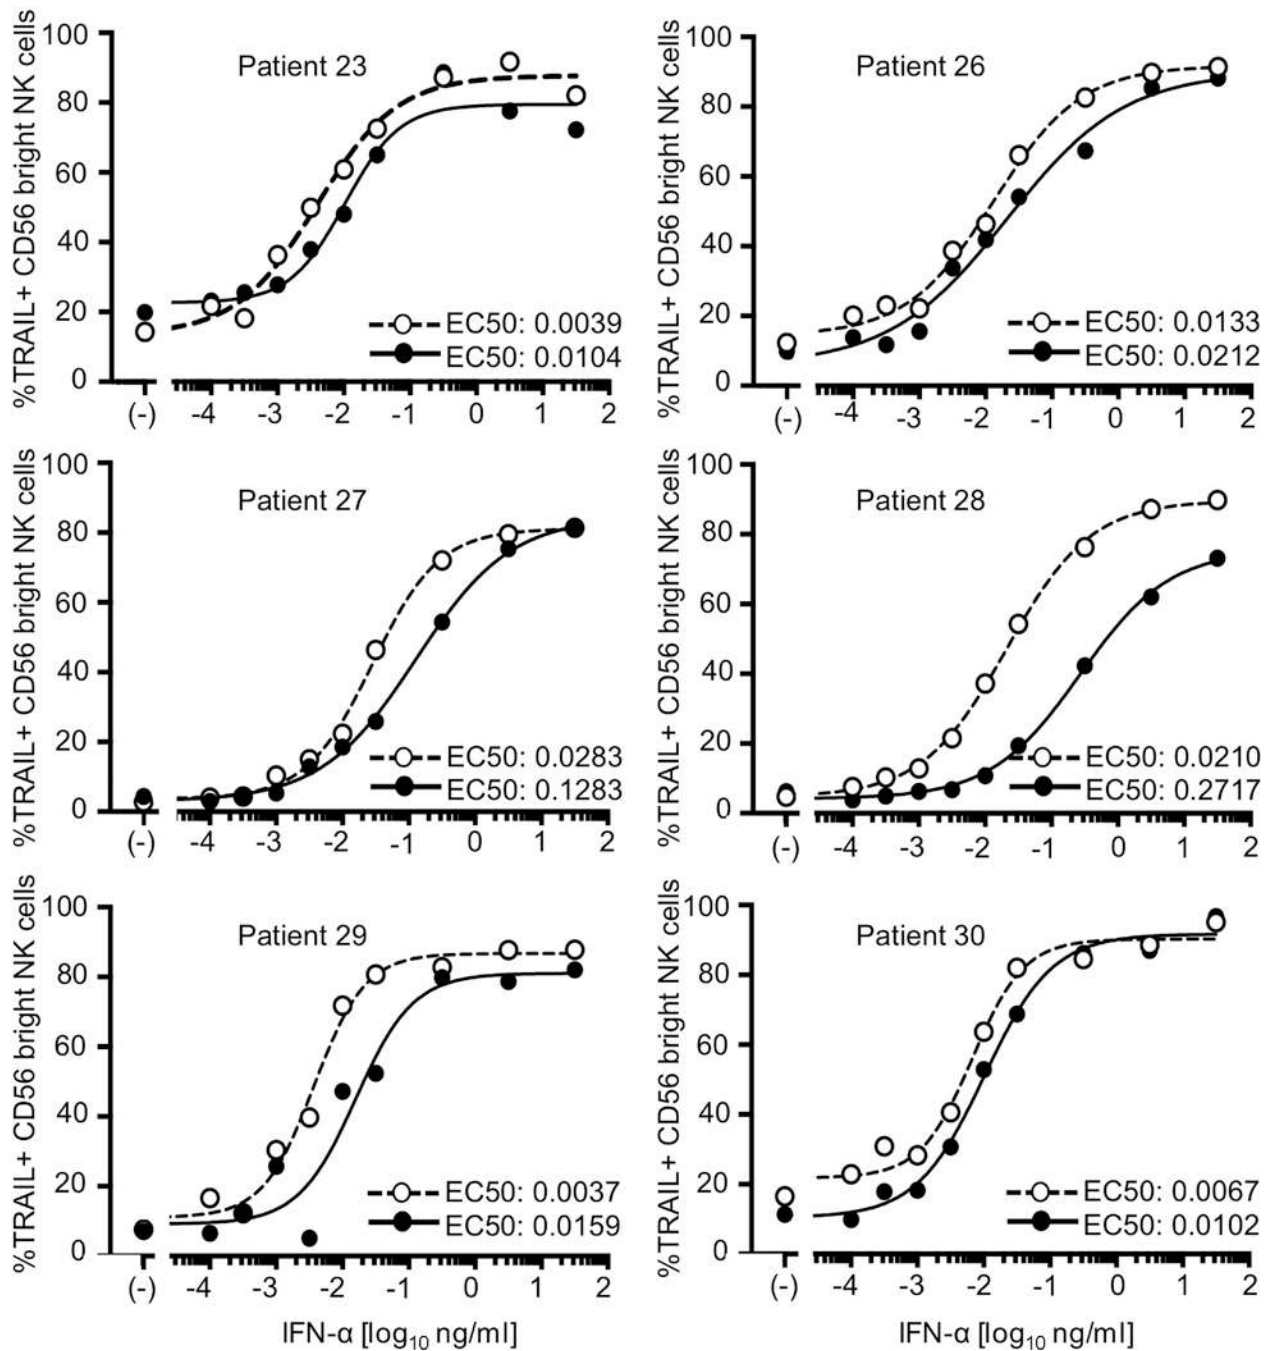 %TRAIL+ CD56 bright NK cells
100
80
60
40
20
0
Patient 23
EC50: 0.0039
EC50: 0.0104
(-) -4 -3 -2 -1 0 1 2
%TRAIL+ CD56 bright NK cells
100
80
60
40
20
0
Patient 26
EC50: 0.0133
EC50: 0.0212
(-) -4 -3 -2 -1 0 1 2
%TRAIL+ CD56 bright NK cells
100
80
60
40
20
0
Patient 27
EC50: 0.0283
EC50: 0.1283
(-) -4 -3 -2 -1 0 1 2
%TRAIL+ CD56 bright NK cells
100
80
60
40
20
0
Patient 28
EC50: 0.0210
EC50: 0.2717
(-) -4 -3 -2 -1 0 1 2
%TRAIL+ CD56 bright NK cells
100
80
60
40
20
0
Patient 29
EC50: 0.0037
EC50: 0.0159
(-) -4 -3 -2 -1 0 1 2
IFN-α [log₁₀ ng/ml]
%TRAIL+ CD56 bright NK cells
100
80
60
40
20
0
Patient 30
EC50: 0.0067
EC50: 0.0102
(-) -4 -3 -2 -1 0 1 2
IFN-α [log₁₀ ng/ml]